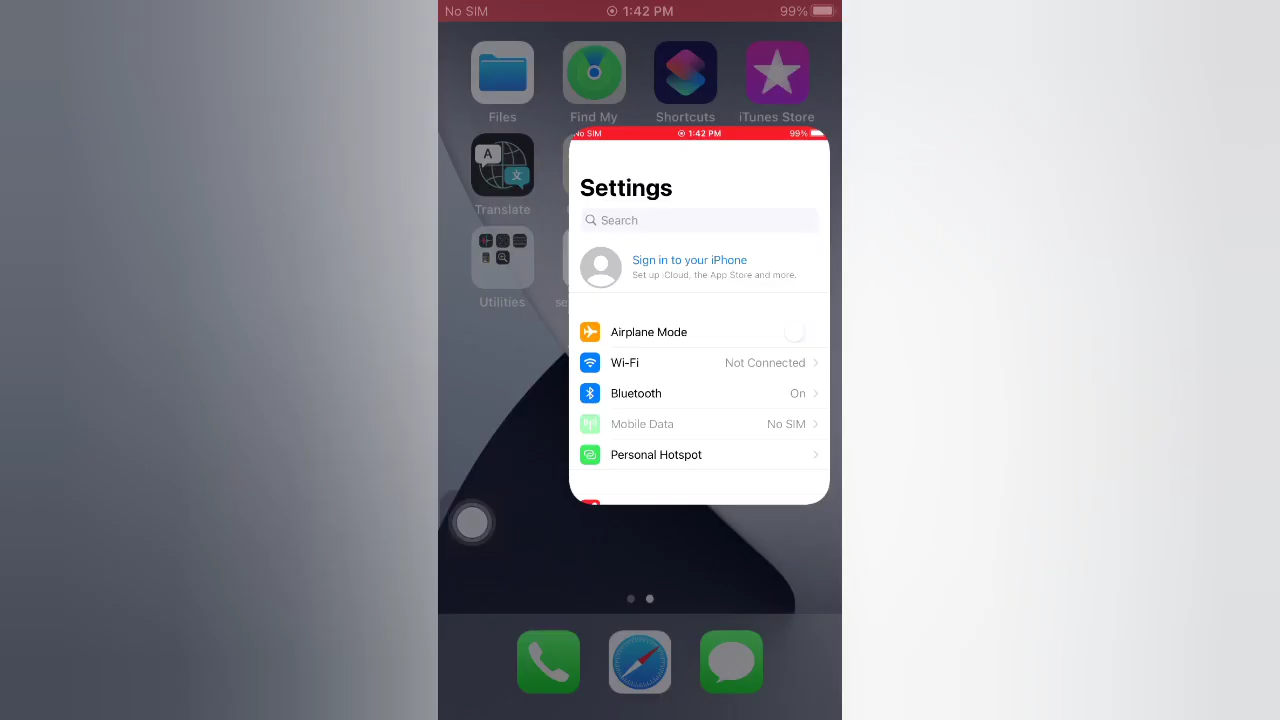 No SIM 1:42 PM 99%
Files Find My Shortcuts iTunes Store
No SIM 1:42 PM 99%
Settings
A
文
Translate
Search
Sign in to your iPhone
Set up iCloud, the App Store and more.
Utilities se
Airplane Mode
Wi-Fi Not Connected
Bluetooth On
Mobile Data No SIM
Personal Hotspot